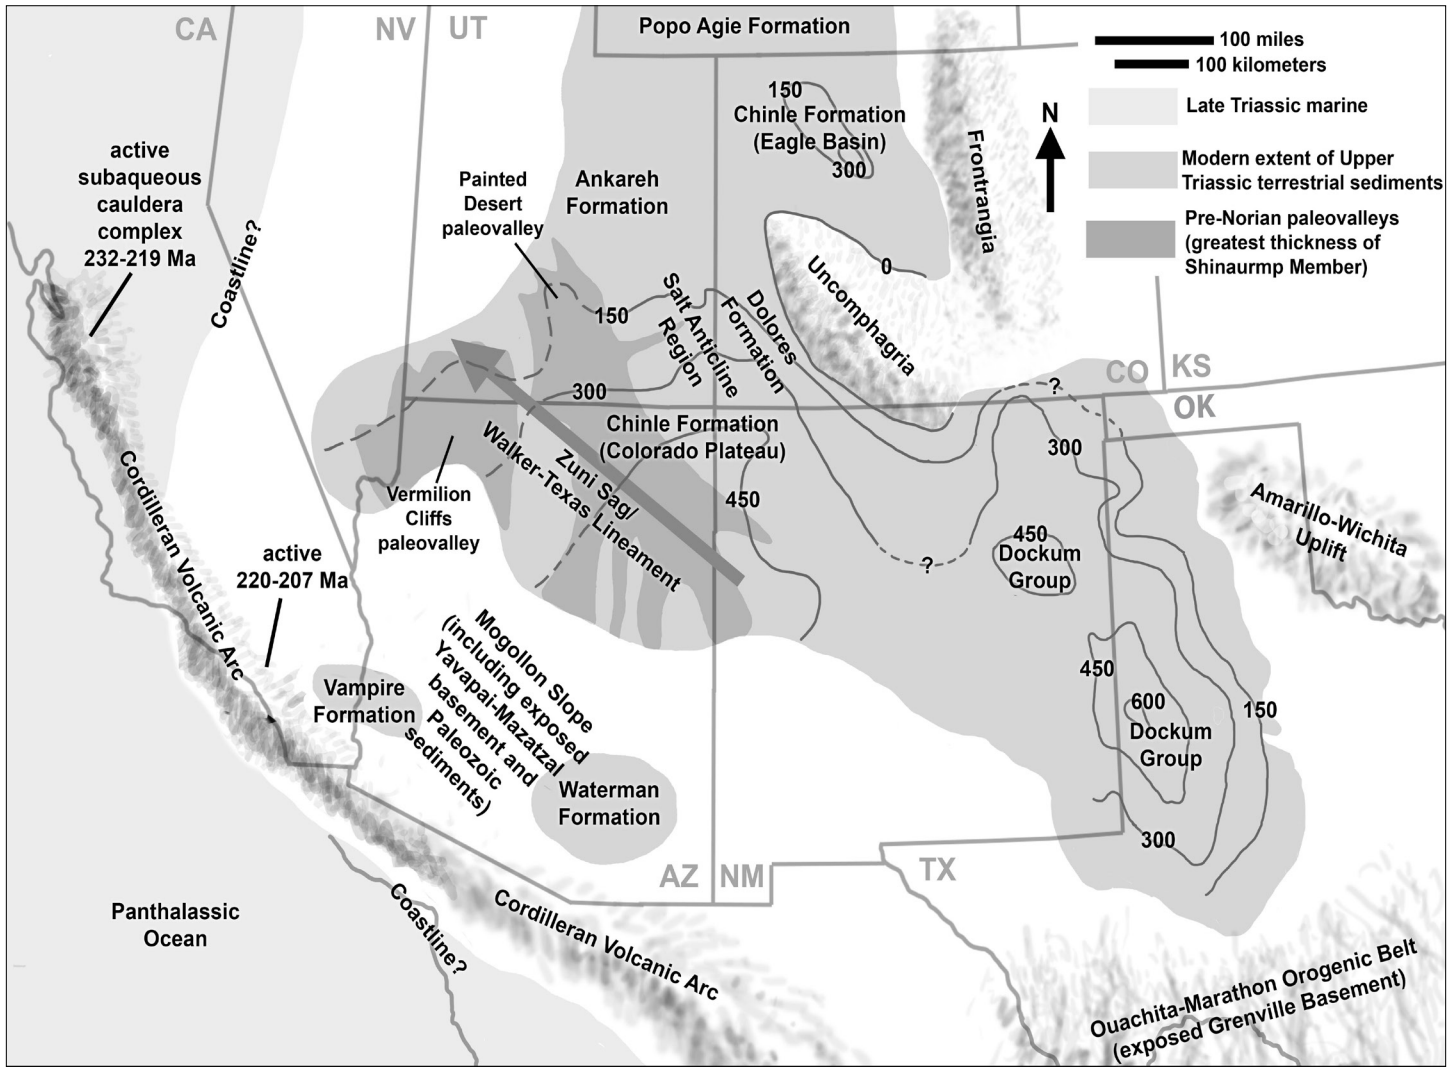 CA
NV
UT
Popo Agie Formation
100 miles
100 kilometers
Late Triassic marine
Modern extent of Upper
Triassic terrestrial sediments
Pre-Norian paleovalleys
(greatest thickness of
Shinaurmp Member)
N
active
subaqueous
cauldera
complex
232-219 Ma
Coastline?
Painted
Desert
paleovalley
Ankareh
Formation
150
Chinle Formation
(Eagle Basin)
300
Frontrangia
0
Uncomphagria
150
Salt Anticline
Region
Dolores
Formation
300
Chinle Formation
(Colorado Plateau)
CO
KS
OK
?
300
Zuni Sag/
Walker-Texas Lineament
Vermilion
Cliffs
paleovalley
450
?
450
Dockum
Group
Amarillo-Wichita
Uplift
Cordilleran Volcanic Arc
active
220-207 Ma
Vampire
Formation
Mogollon Slope
(including exposed
Yavapai-Mazatzal
basement and
Paleozoic
sediments)
Waterman
Formation
450
600
Dockum
Group
150
300
AZ
NM
TX
Panthalassic
Ocean
Coastline?
Cordilleran Volcanic Arc
Ouachita-Marathon Orogenic Belt
(exposed Grenville Basement)